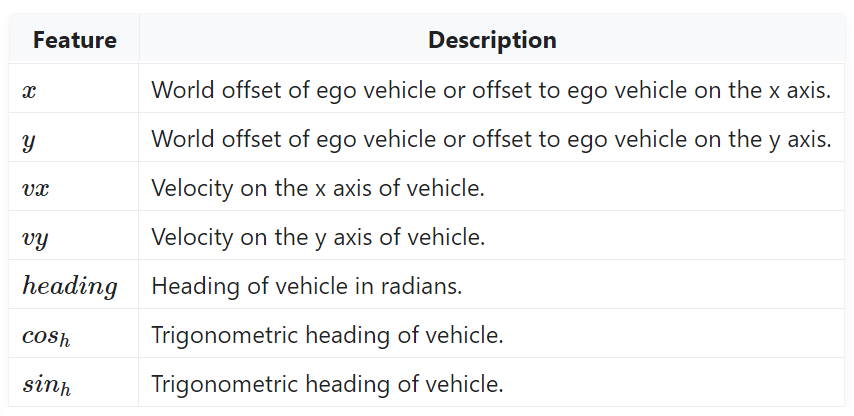 Feature Description
x World offset of ego vehicle or offset to ego vehicle on the x axis.
y World offset of ego vehicle or offset to ego vehicle on the y axis.
vx Velocity on the x axis of vehicle.
vy Velocity on the y axis of vehicle.
heading Heading of vehicle in radians.
cos_h Trigonometric heading of vehicle.
sin_h Trigonometric heading of vehicle.